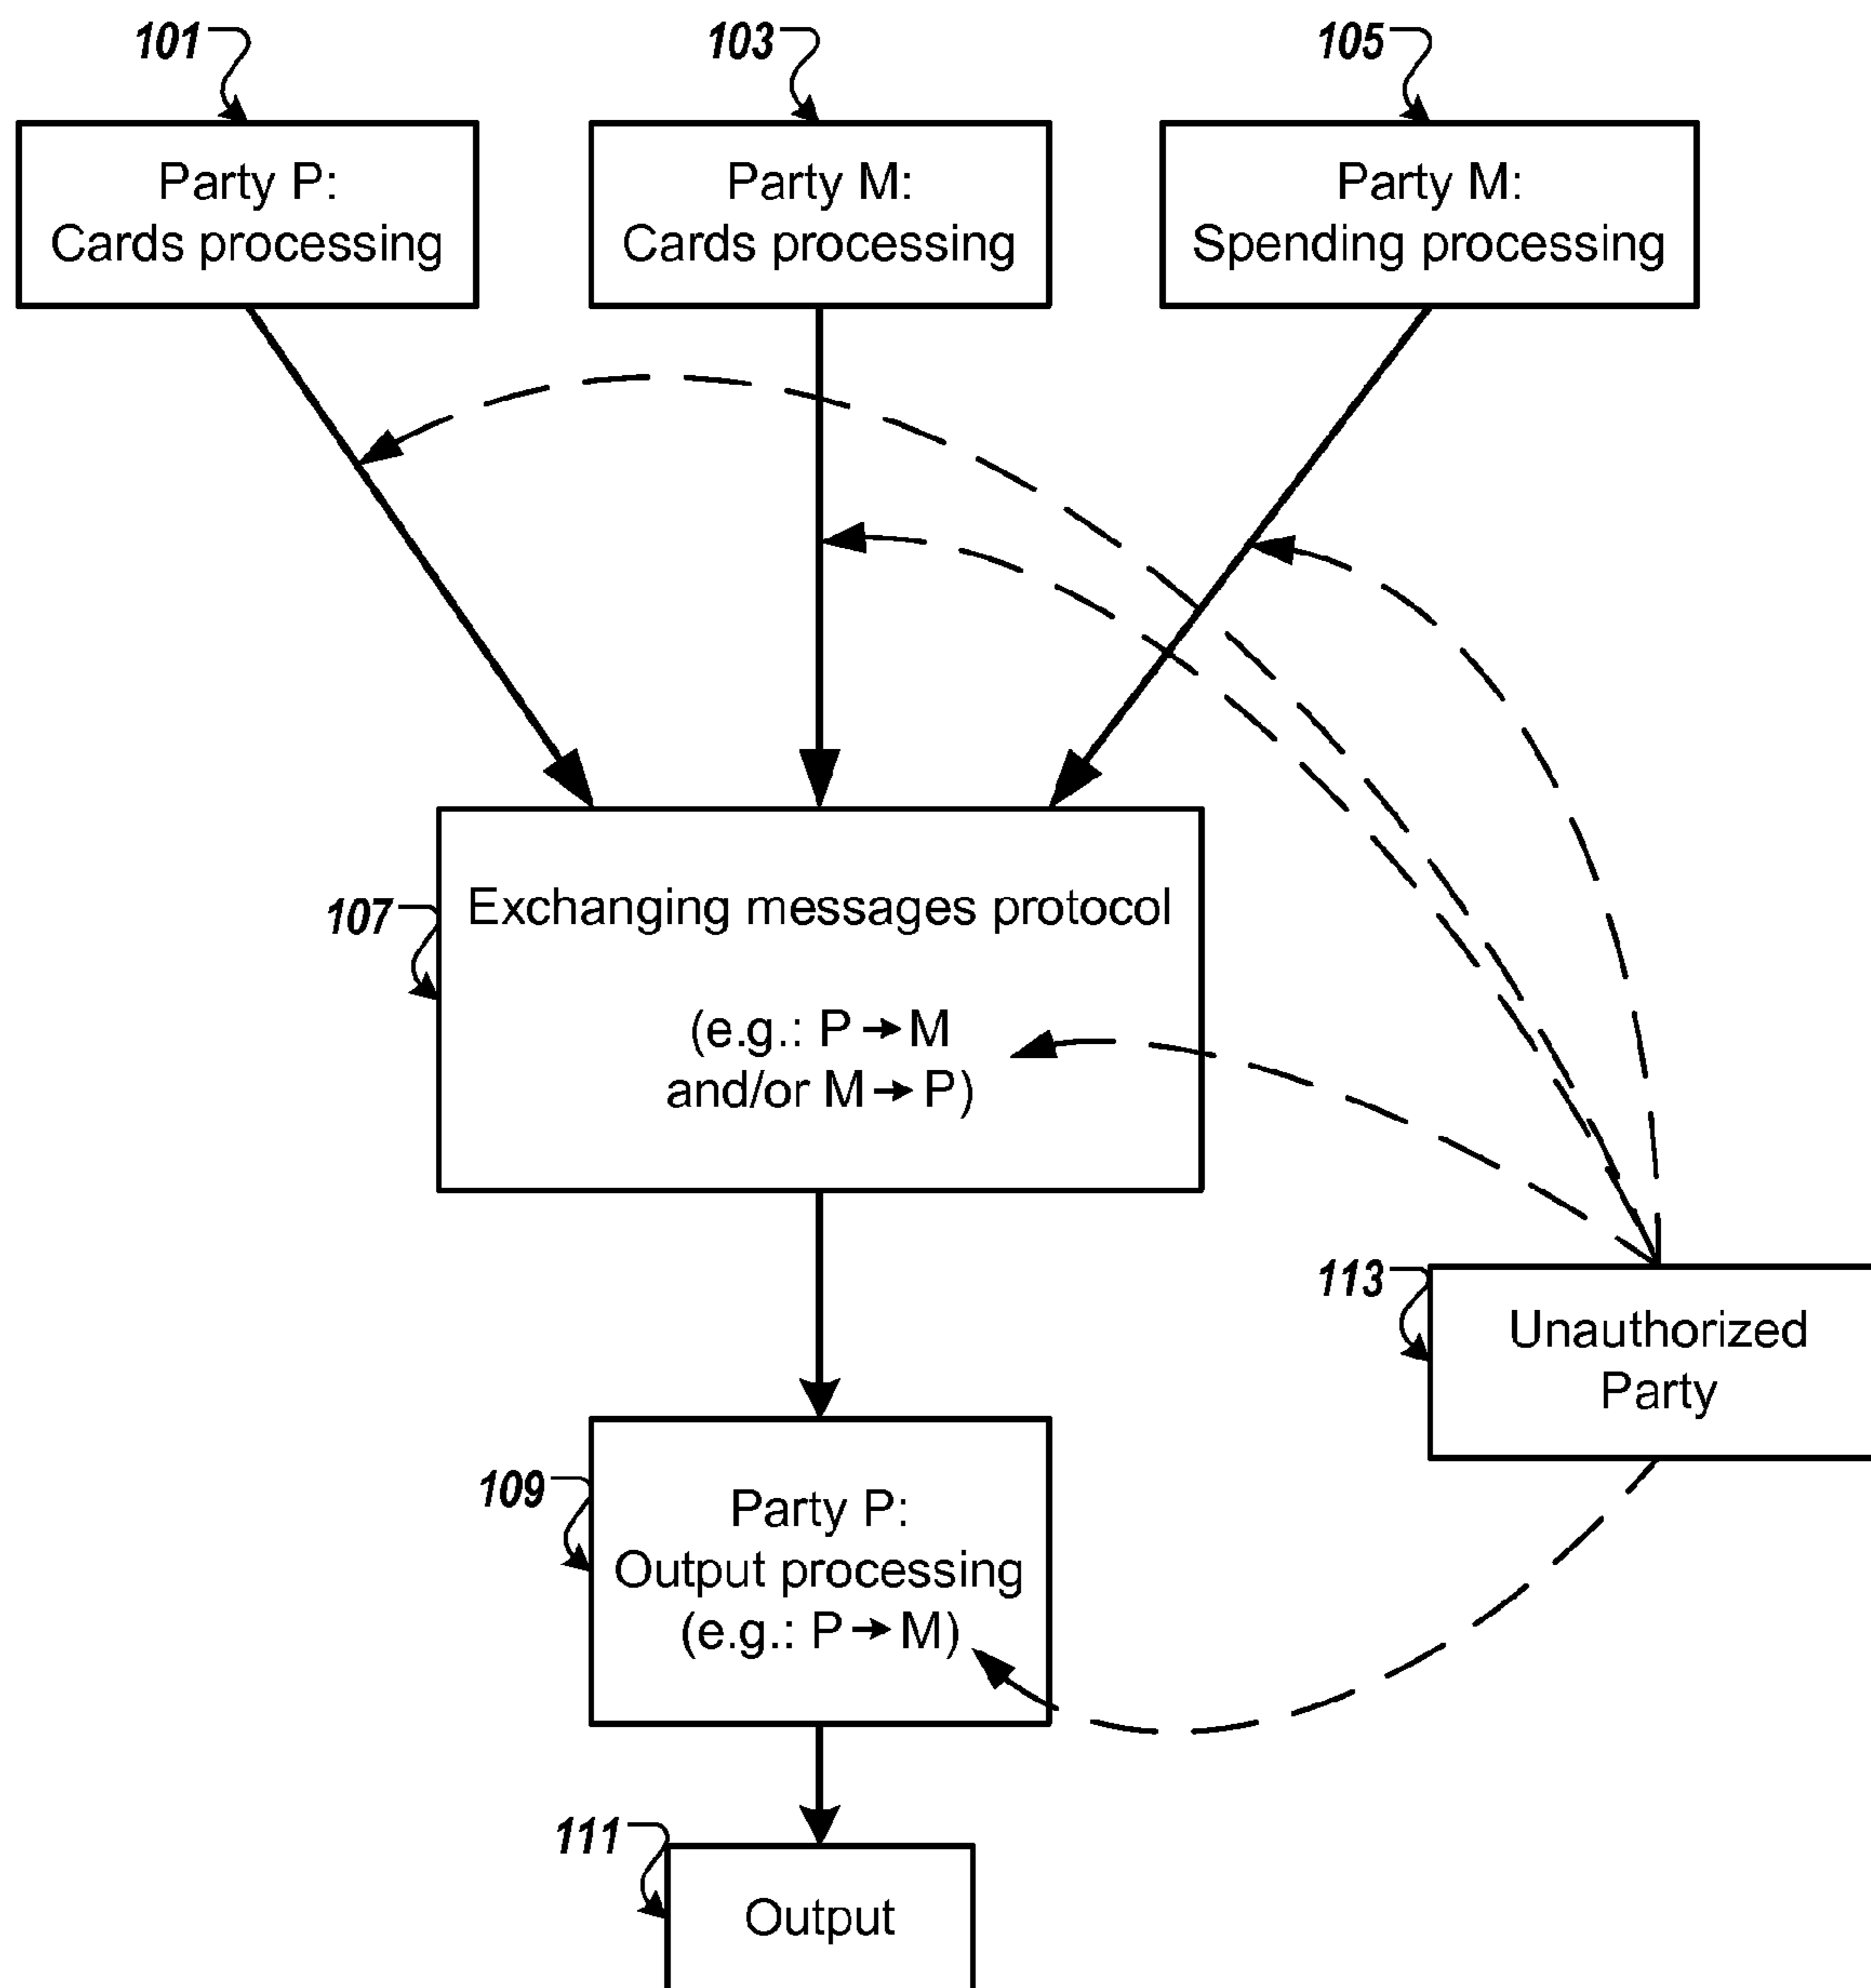 101
103
105
Party P:
Cards processing
Party M:
Cards processing
Party M:
Spending processing
107
Exchanging messages protocol
(e.g.: P → M
and/or M → P)
113
Unauthorized
Party
109
Party P:
Output processing
(e.g.: P → M)
111
Output